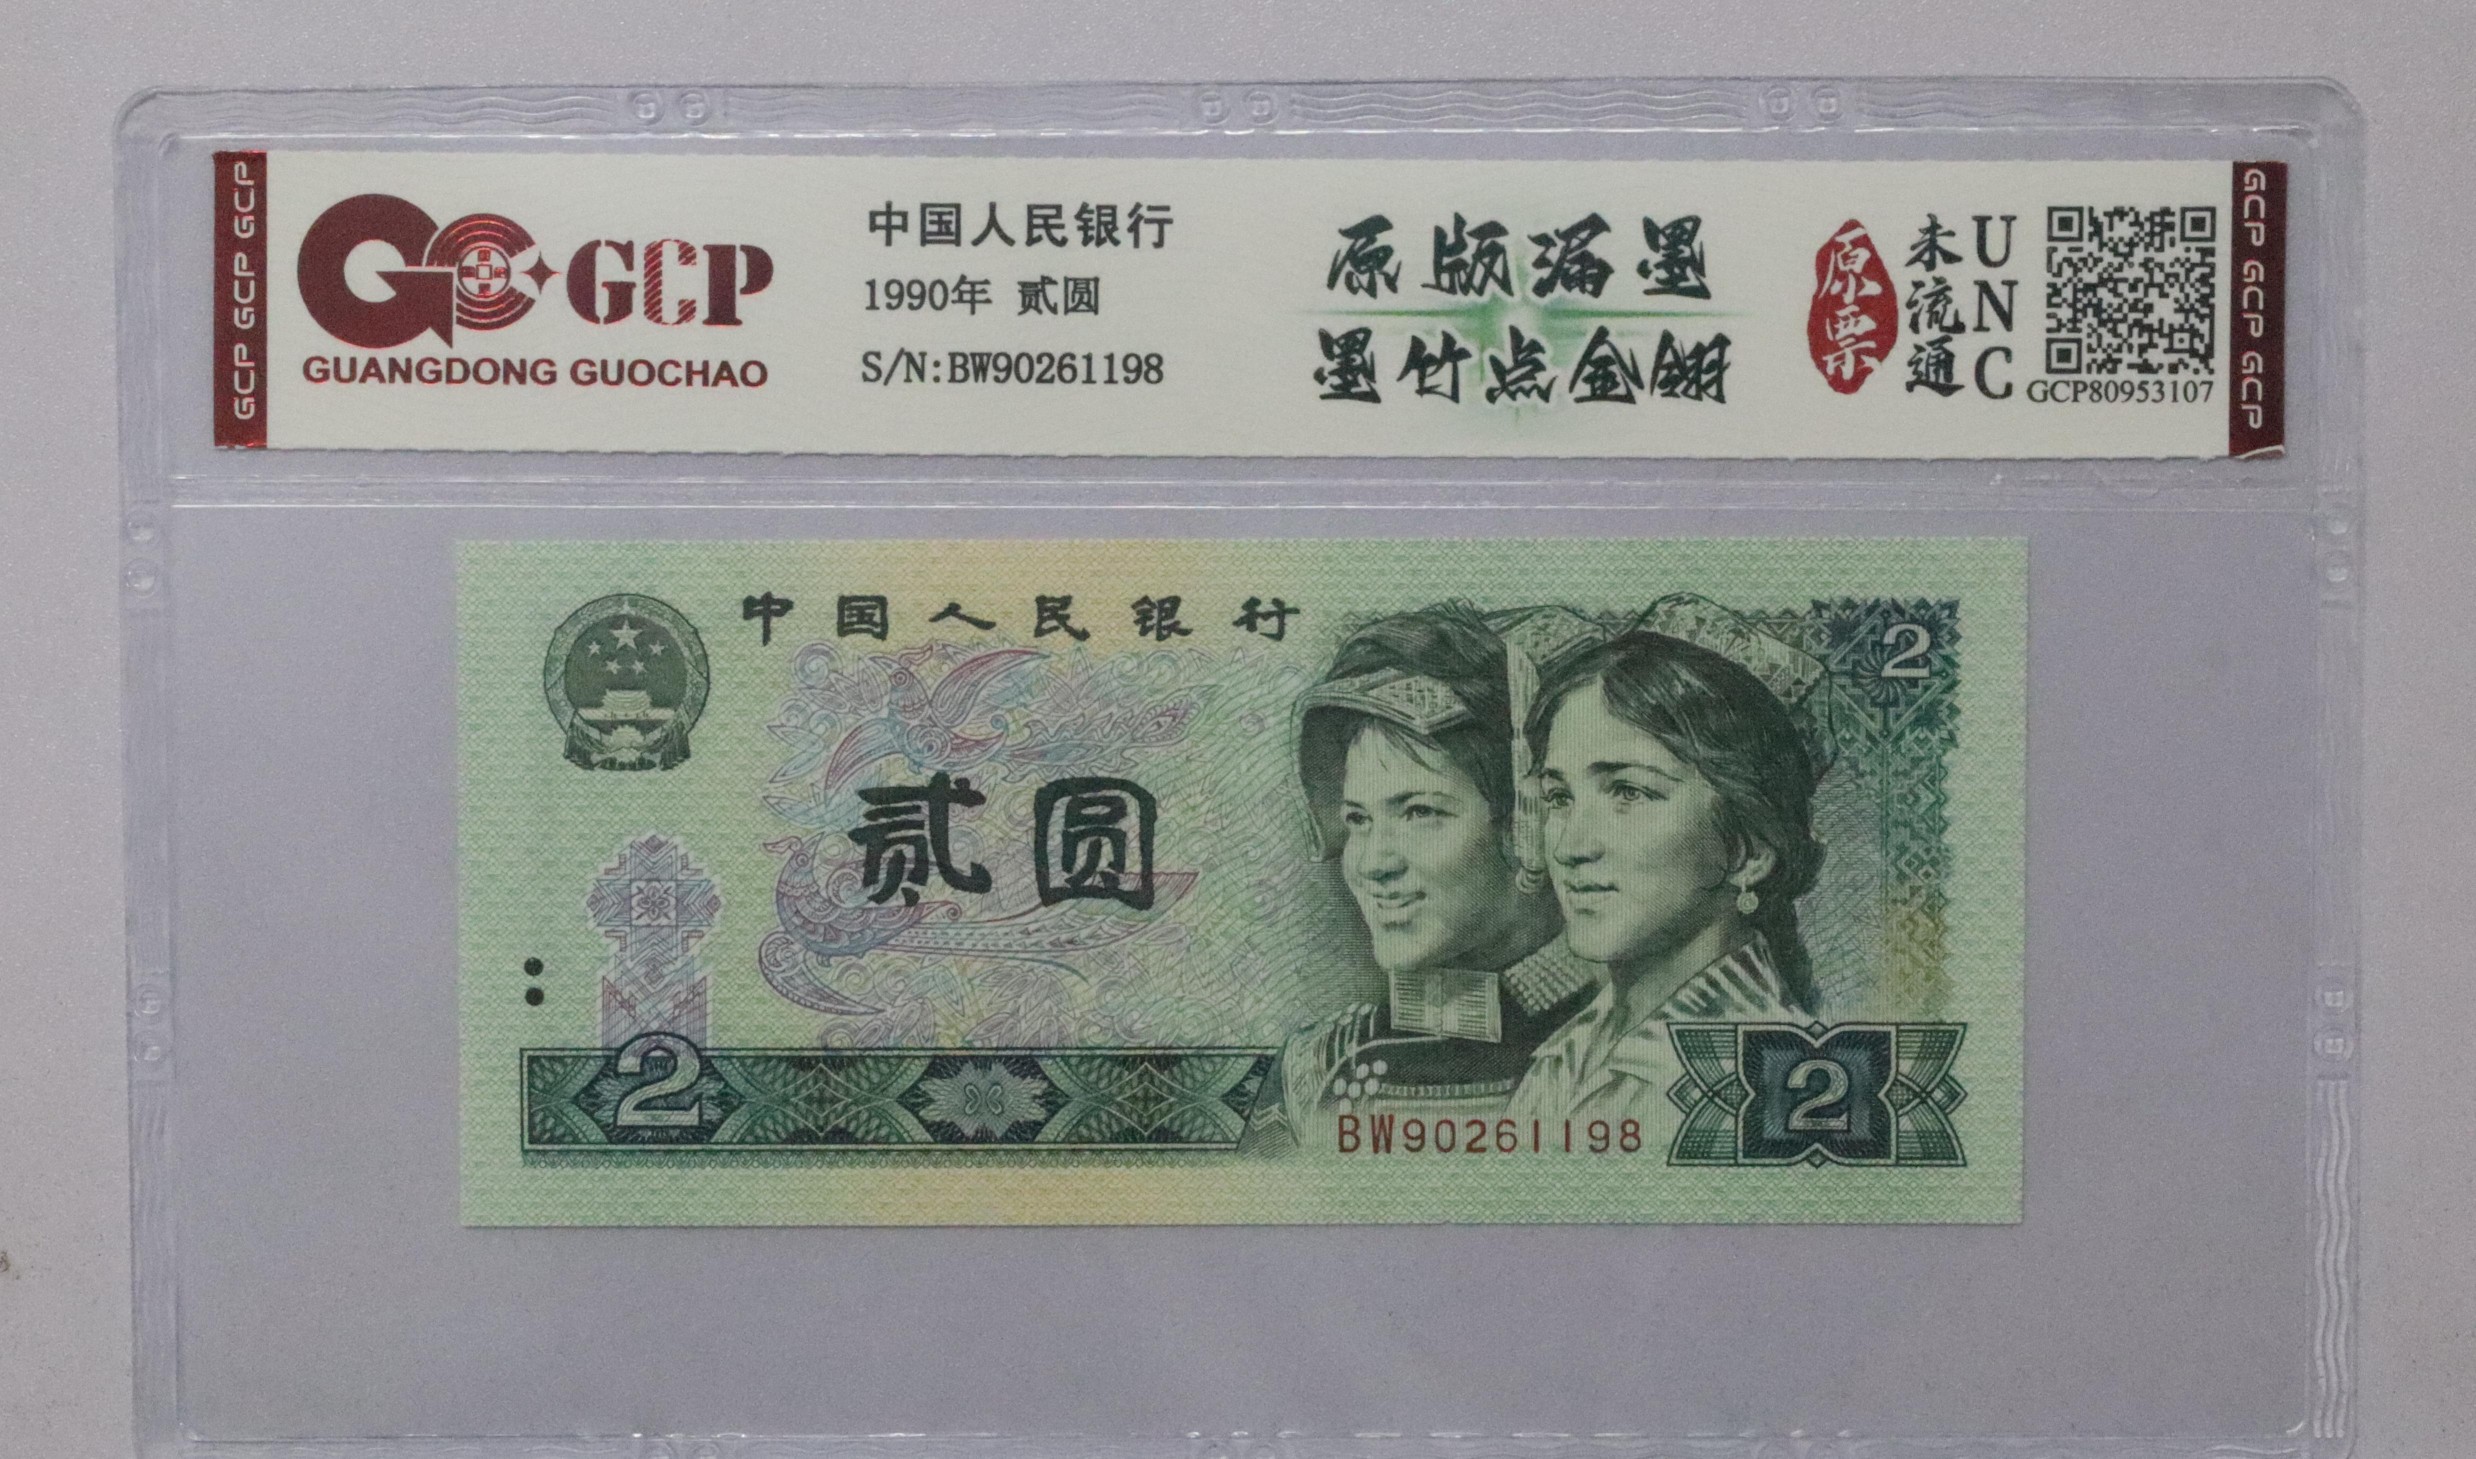 GCP GCP GCP
GCP
GUANGDONG GUOCHAO
中国人民银行
1990年 贰圆
S/N:BW90261198
原版漏墨
墨竹点金翎
原票
未流通
UNC
GCP80953107
GCP GCP GCP
中国人民银行
2
贰圆
2
BW90261198
2